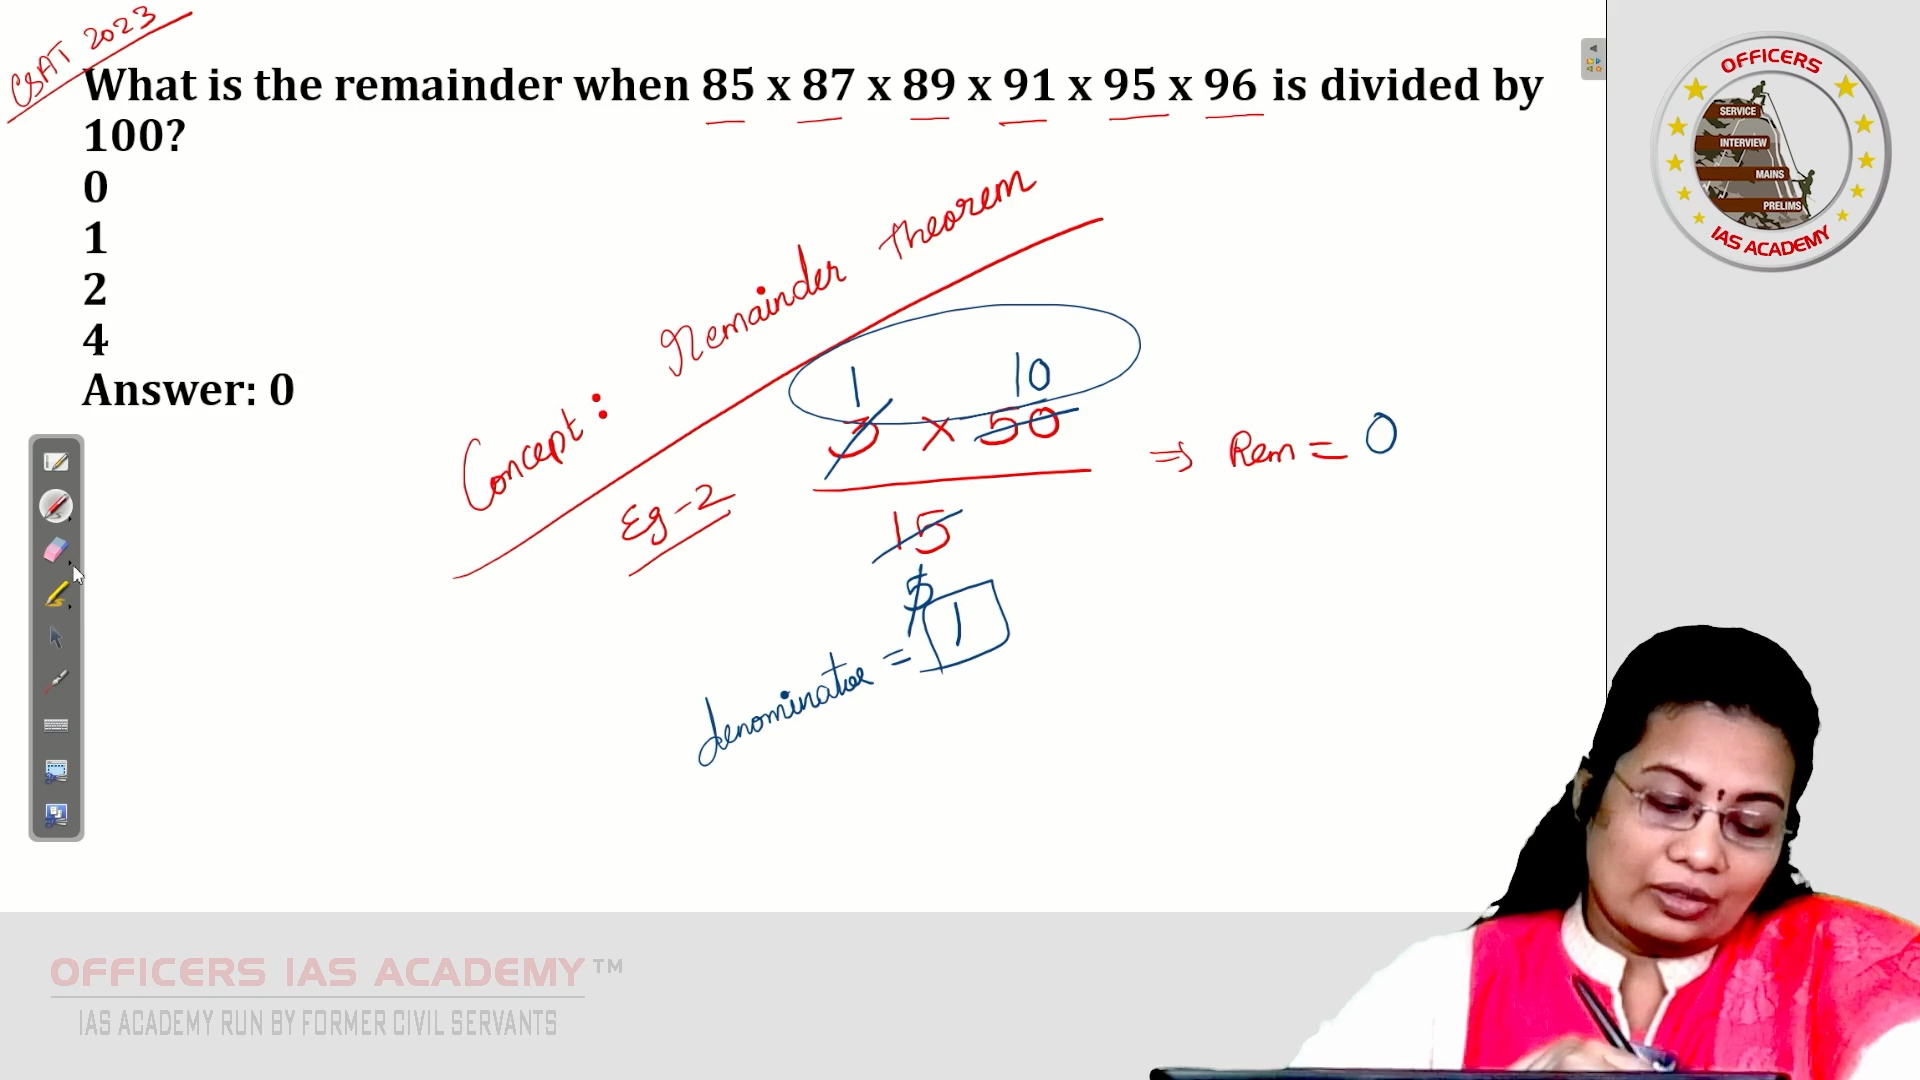 CSAT 2023
What is the remainder when 85 x 87 x 89 x 91 x 95 x 96 is divided by
100?
0
1
2
4
Answer: 0
Concept: Remainder Theorem
Eg-2
1 10
3 x 50
⇒ Rem = 0
15
5
1
denominator =
OFFICERS
SERVICE
INTERVIEW
MAINS
PRELIMS
IAS ACADEMY
OFFICERS IAS ACADEMY™
IAS ACADEMY RUN BY FORMER CIVIL SERVANTS